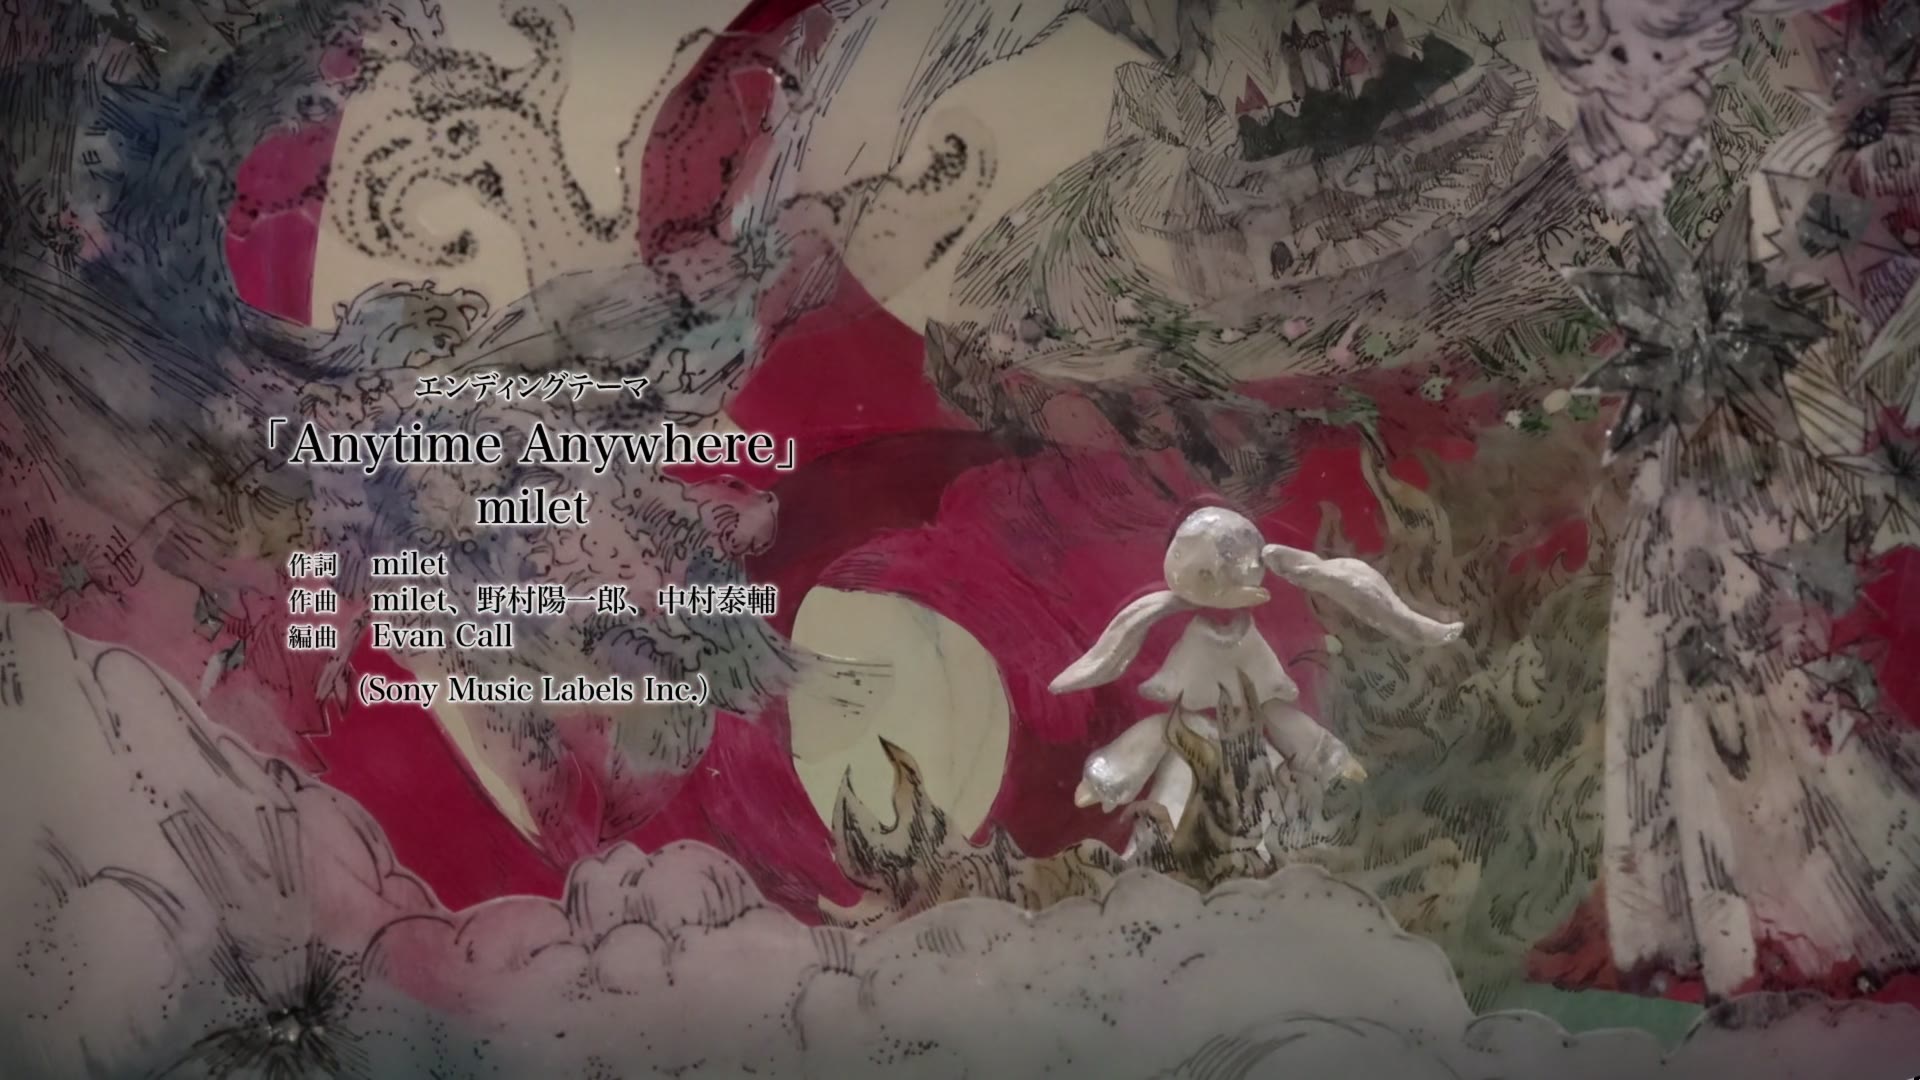 エンディングテーマ
「Anytime Anywhere」
milet
作詞 milet
作曲 milet、野村陽一郎、中村泰輔
編曲 Evan Call
(Sony Music Labels Inc.)